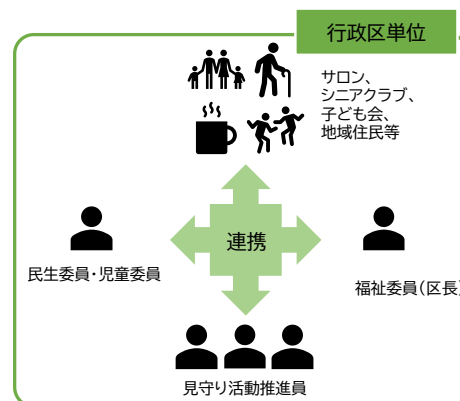 行政区単位
サロン、
シニアクラブ、
子ども会、
地域住民等
連携
民生委員・児童委員
福祉委員(区長)
見守り活動推進員